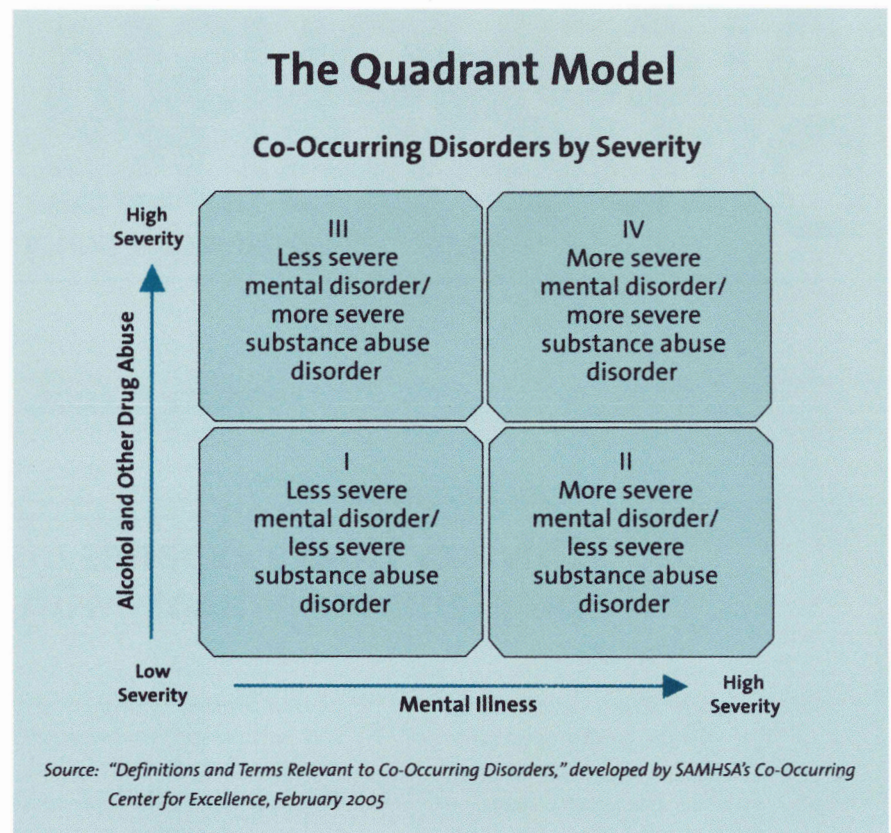 The Quadrant Model
Co-Occurring Disorders by Severity
High
Severity
Alcohol and Other Drug Abuse
Low
Severity
III
Less severe
mental disorder/
more severe
substance abuse
disorder
IV
More severe
mental disorder/
more severe
substance abuse
disorder
I
Less severe
mental disorder/
less severe
substance abuse
disorder
II
More severe
mental disorder/
less severe
substance abuse
disorder
Mental Illness
High
Severity
Source: "Definitions and Terms Relevant to Co-Occurring Disorders," developed by SAMHSA's Co-Occurring
Center for Excellence, February 2005